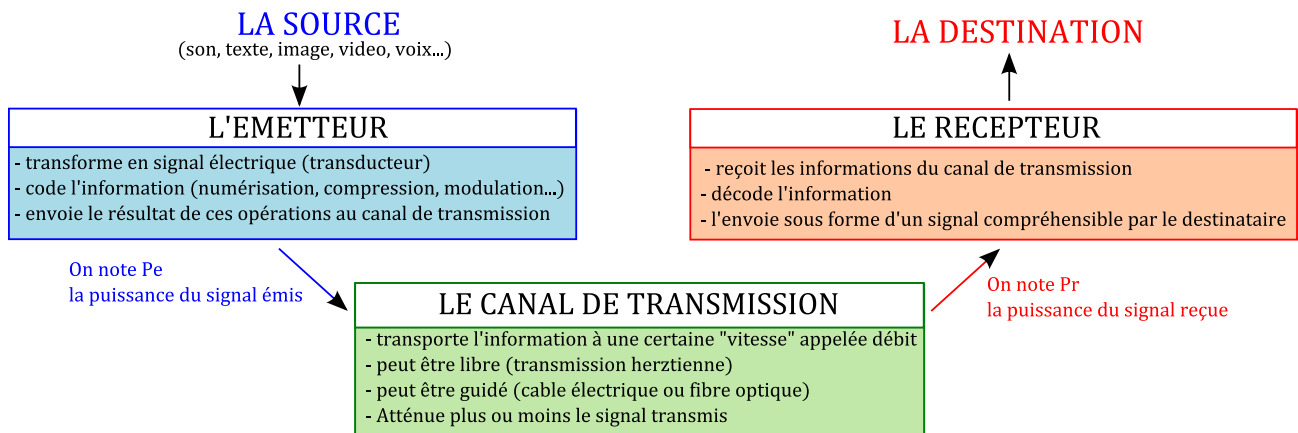 LA SOURCE
(son, texte, image, video, voix...)
L'EMETTEUR
- transforme en signal électrique (transducteur)
- code l'information (numérisation, compression, modulation...)
- envoie le résultat de ces opérations au canal de transmission
On note Pe
la puissance du signal émis
LE CANAL DE TRANSMISSION
- transporte l'information à une certaine "vitesse" appelée débit
- peut être libre (transmission herztienne)
- peut être guidé (cable électrique ou fibre optique)
- Atténue plus ou moins le signal transmis
LA DESTINATION
LE RECEPTEUR
- reçoit les informations du canal de transmission
- décode l'information
- l'envoie sous forme d'un signal compréhensible par le destinataire
On note Pr
la puissance du signal reçue